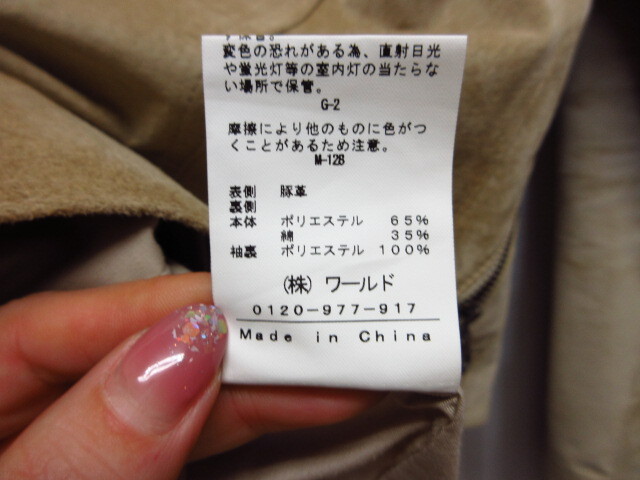 す保管。
変色の恐れがある為、直射日光
や蛍光灯等の室内灯の当たらな
い場所で保管。
G-2
摩擦により他のものに色がつ
くことがあるため注意。
M-128
表側 豚革
裏側
本体 ポリエステル 65%
綿 35%
袖裏 ポリエステル 100%
(株) ワールド
0120-977-917
Made in China